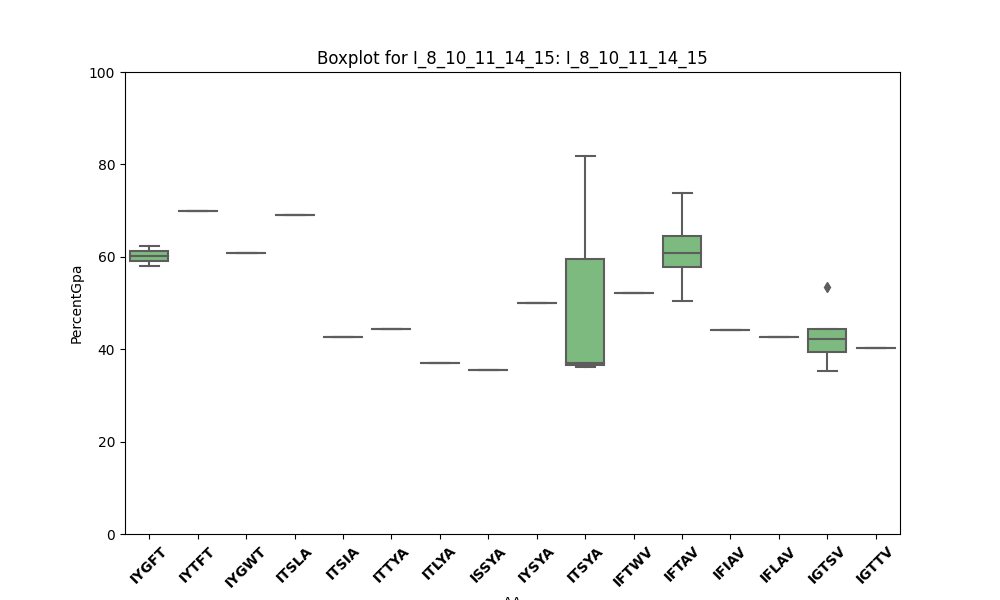 Boxplot for I_8_10_11_14_15: I_8_10_11_14_15
PercentGpa
100
80
60
40
20
0
IYGFT
IYTFT
IYGWT
ITSLA
ITSIA
ITTYA
ITLYA
ISSYA
IYSYA
ITSYA
IFTWV
IFTAV
IFIAV
IFLAV
IGTSV
IGTTV